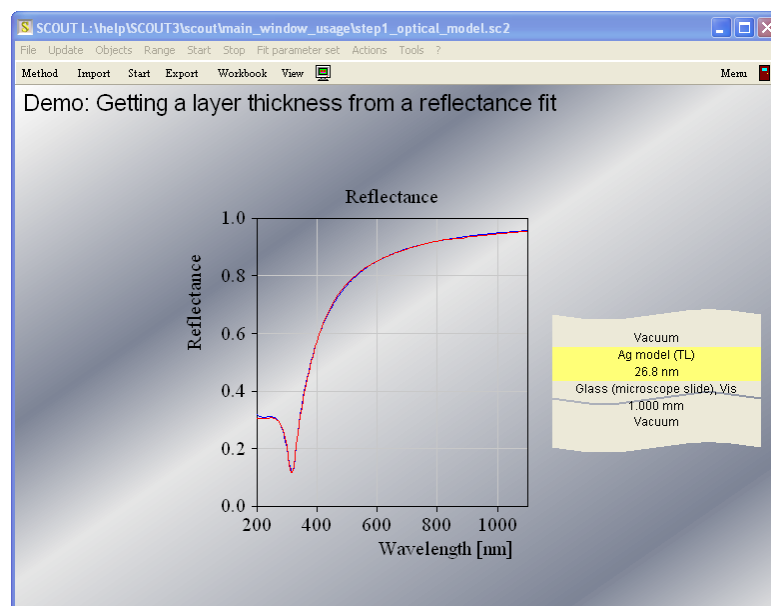 SCOUT L:\help\SCOUT3\scout\main_window_usage\step1_optical_model.sc2
File Update Objects Range Start Stop Fit parameter set Actions Tools ?
Method Import Start Export Workbook View Menu
Demo: Getting a layer thickness from a reflectance fit
Reflectance
1.0
0.8
0.6
0.4
0.2
0.0
Reflectance
200 400 600 800 1000
Wavelength [nm]
Vacuum
Ag model (TL)
26.8 nm
Glass (microscope slide), Vis
1.000 mm
Vacuum